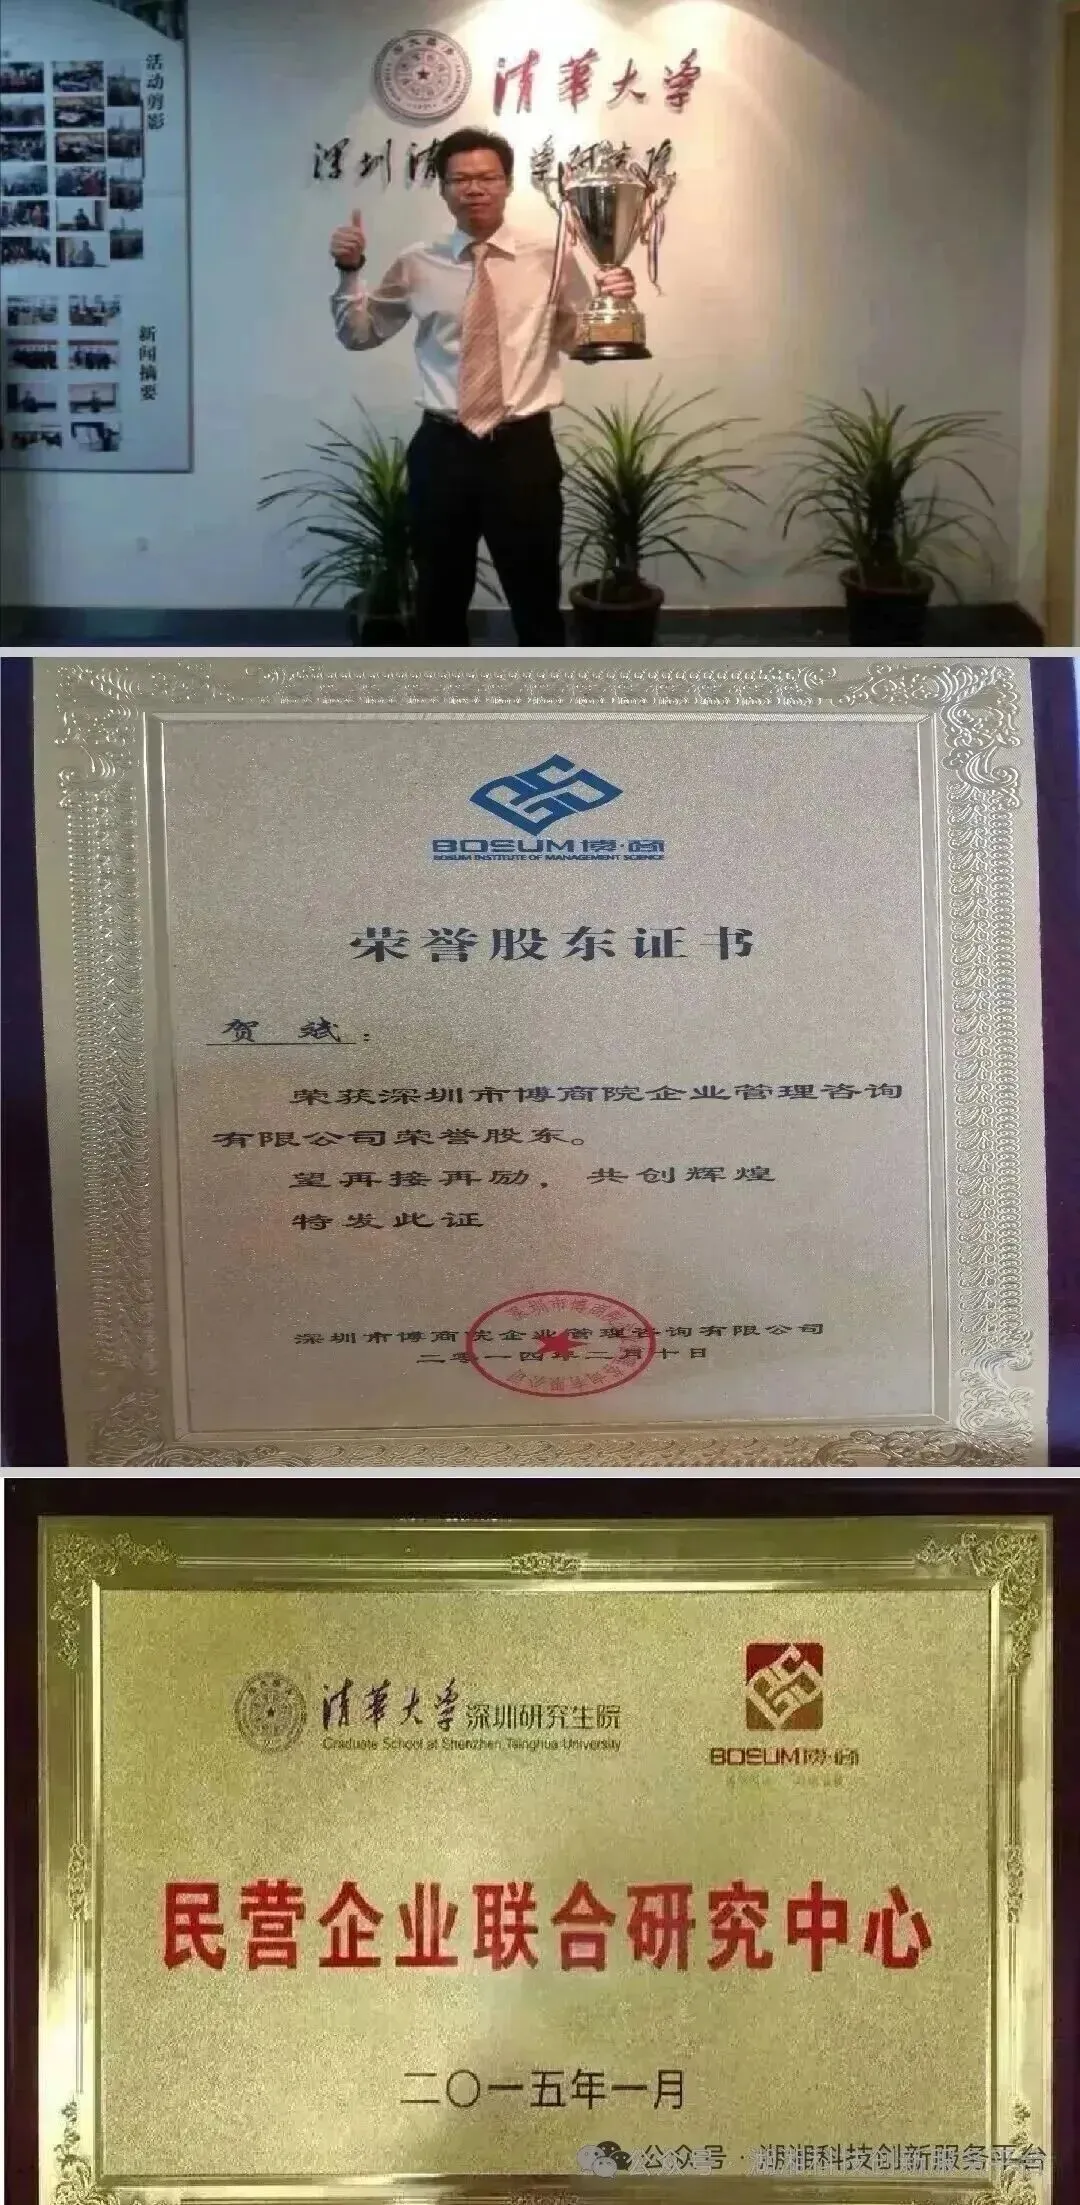 活动剪影
新闻摘要
清華大学
深圳清
学研究院
BOSUM博·商
BOSUM INSTITUTE OF MANAGEMENT SCIENCE
荣誉股东证书
贺 斌：
荣获深圳市博商院企业管理咨询
有限公司荣誉股东。
望再接再励，共创辉煌
特发此证
深圳市博商院企业管理咨询有限公司
二零一四年二月十日
清華大学深圳研究生院
Graduate School at Shenzhen Tsinghua University
BOSUM博·商
民营企业联合研究中心
二〇一五年一月
公众号·湖湘科技创新服务平台